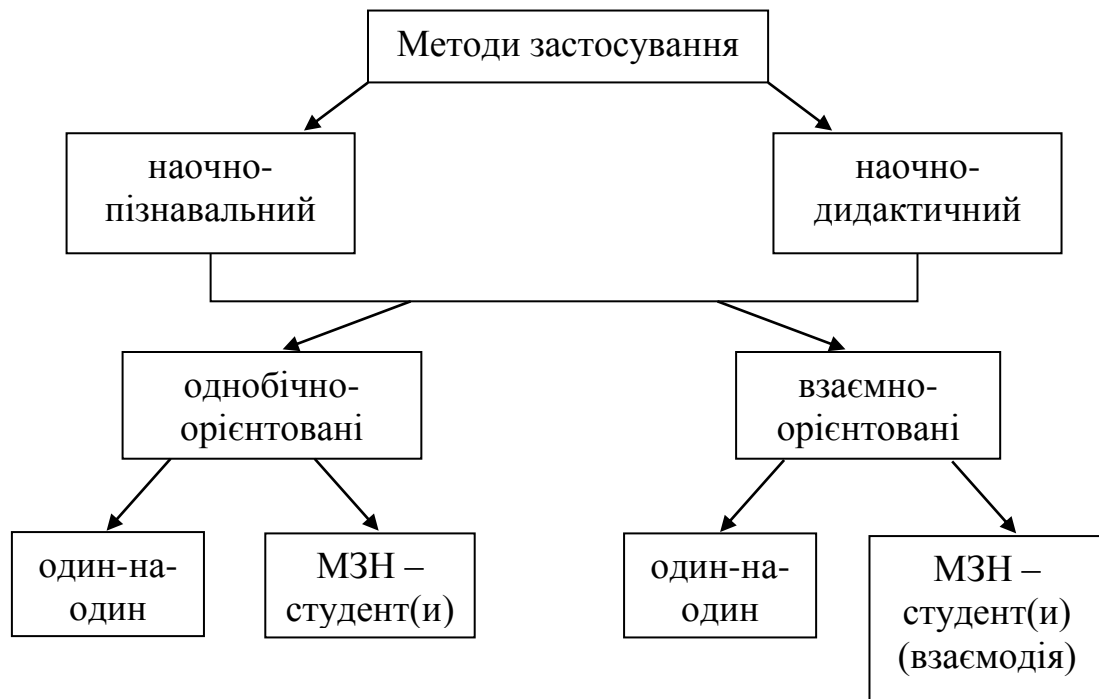 Методи застосування
наочно-
пізнавальний
наочно-
дидактичний
однобічно-
орієнтовані
взаємно-
орієнтовані
один-на-
один
МЗН –
студент(и)
один-на-
один
МЗН –
студент(и)
(взаємодія)